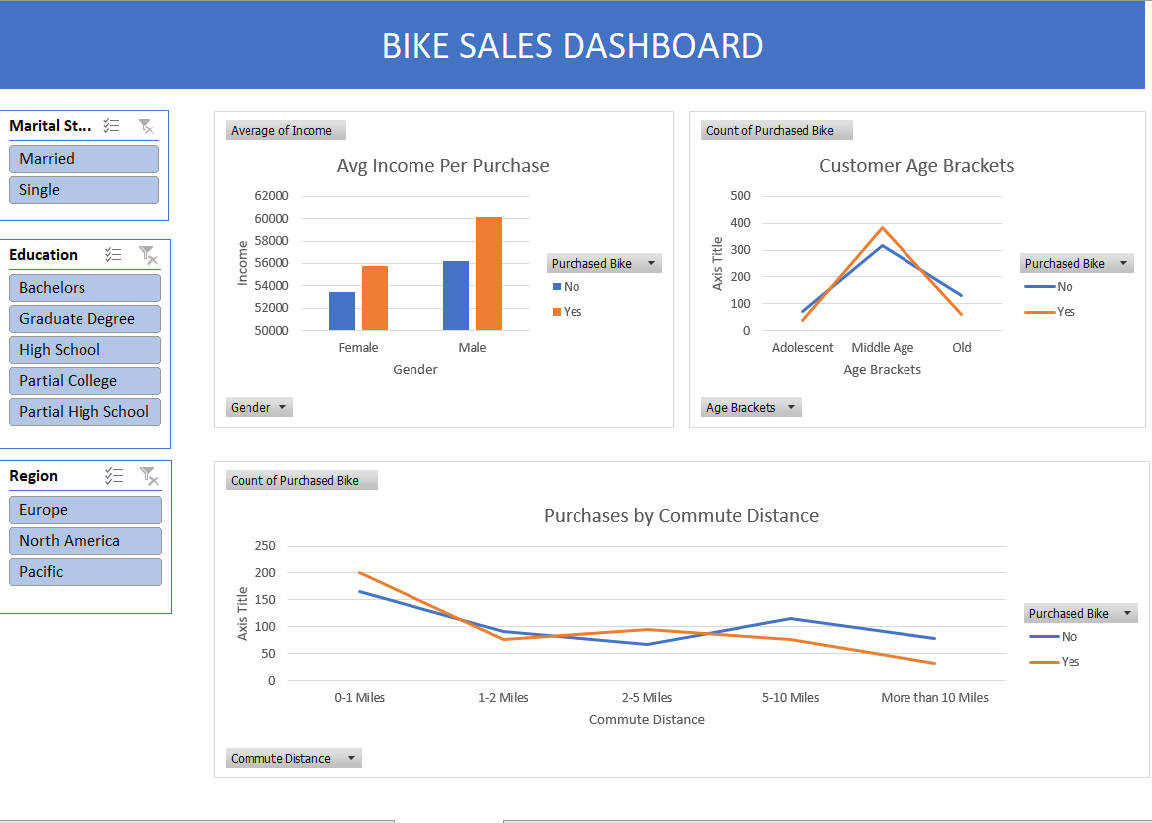 BIKE SALES DASHBOARD
Marital St...
Married
Single
Education
Bachelors
Graduate Degree
High School
Partial College
Partial High School
Region
Europe
North America
Pacific
Average of Income
Avg Income Per Purchase
62000
60000
58000
56000
54000
52000
50000
Income
Female
Male
Gender
Purchased Bike
No
Yes
Gender
Count of Purchased Bike
Customer Age Brackets
500
400
300
200
100
0
Axis Title
Adolescent
Middle Age
Old
Age Brackets
Purchased Bike
No
Yes
Age Brackets
Count of Purchased Bike
Purchases by Commute Distance
250
200
150
100
50
0
Axis Title
0-1 Miles
1-2 Miles
2-5 Miles
5-10 Miles
More than 10 Miles
Commute Distance
Purchased Bike
No
Yes
Commute Distance